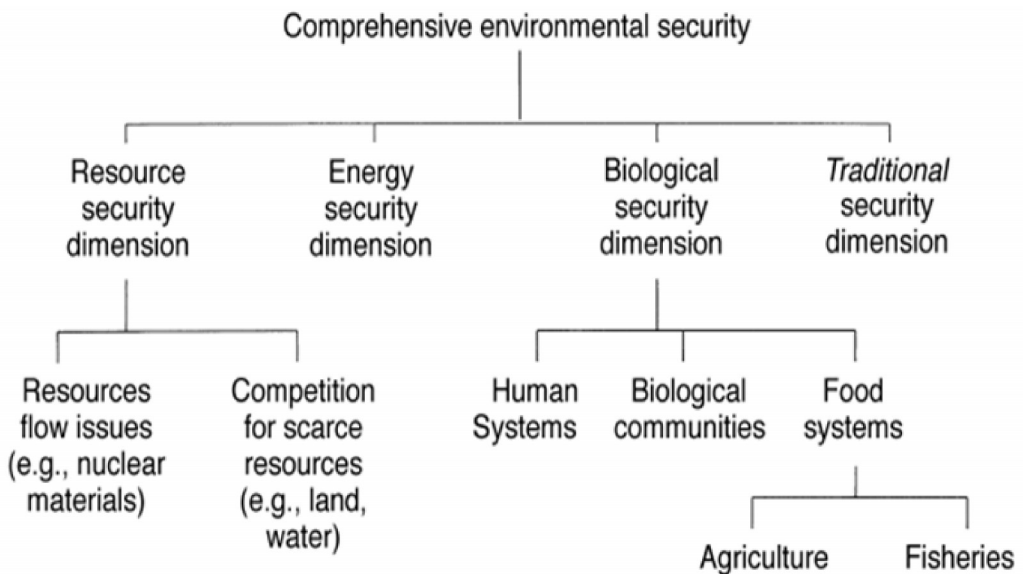 Comprehensive environmental security
Resource
security
dimension
Energy
security
dimension
Biological
security
dimension
Traditional
security
dimension
Resources
flow issues
(e.g., nuclear
materials)
Competition
for scarce
resources
(e.g., land,
water)
Human
Systems
Biological
communities
Food
systems
Agriculture
Fisheries